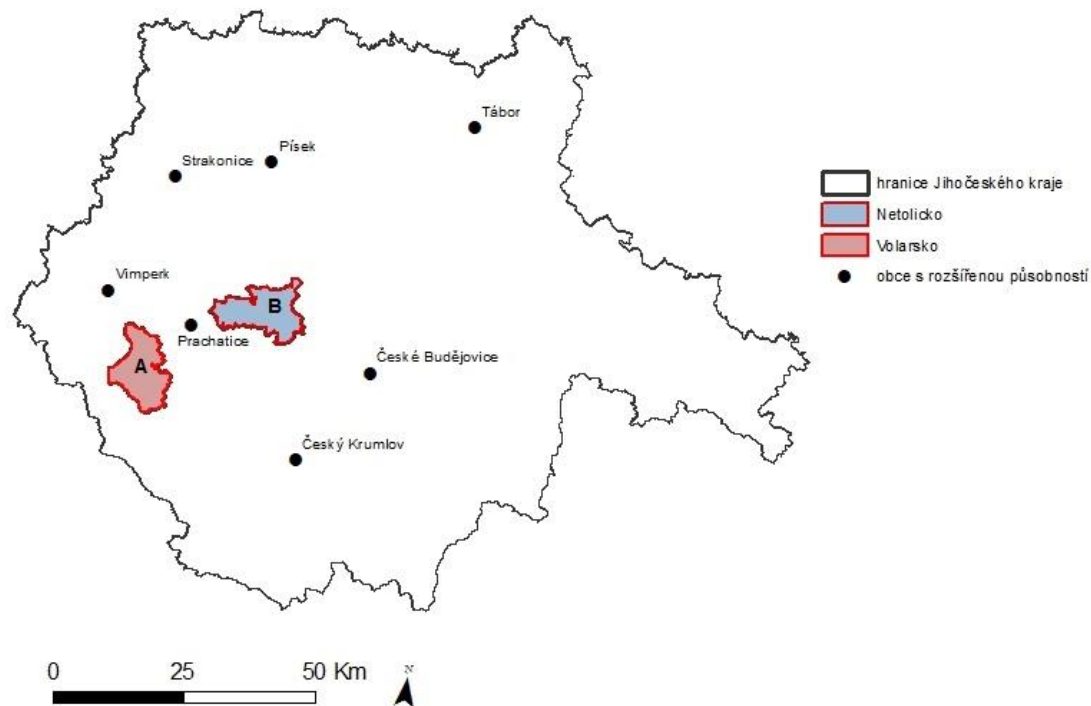 Tábor
Písek
Strakonice
Vimperk
B
Prachatice
A
České Budějovice
Český Krumlov
hranice Jihočeského kraje
Netolicko
Volarsko
obce s rozšířenou působností
0 25 50 Km
N